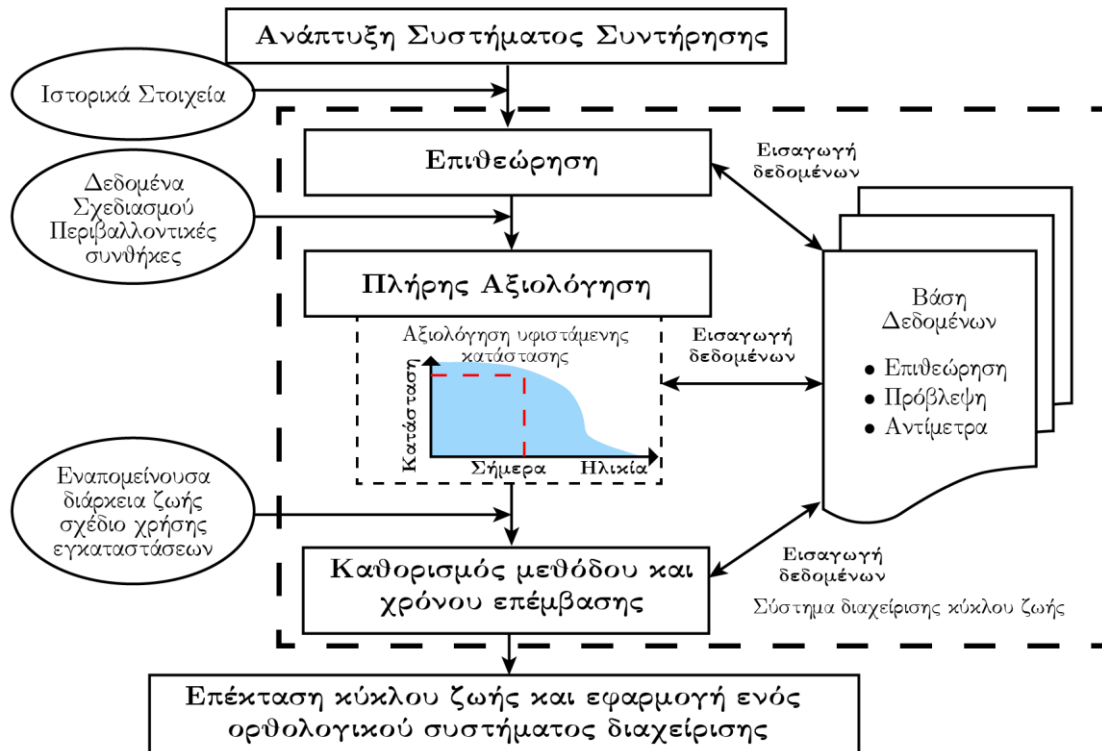 Ανάπτυξη Συστήματος Συντήρησης
Ιστορικά Στοιχεία
Επιθεώρηση
Εισαγωγή
δεδομένων
Δεδομένα
Σχεδιασμού
Περιβαλλοντικές
συνθήκες
Πλήρης Αξιολόγηση
Αξιολόγηση υφιστάμενης
κατάστασης
Κατάσταση
Σήμερα
Ηλικία
Εισαγωγή
δεδομένων
Βάση
Δεδομένων
● Επιθεώρηση
● Πρόβλεψη
● Αντίμετρα
Εναπομείνουσα
διάρκεια ζωής
σχέδιο χρήσης
εγκαταστάσεων
Καθορισμός μεθόδου και
χρόνου επέμβασης
Εισαγωγή
δεδομένων
Σύστημα διαχείρισης κύκλου ζωής
Επέκταση κύκλου ζωής και εφαρμογή ενός
ορθολογικού συστήματος διαχείρισης